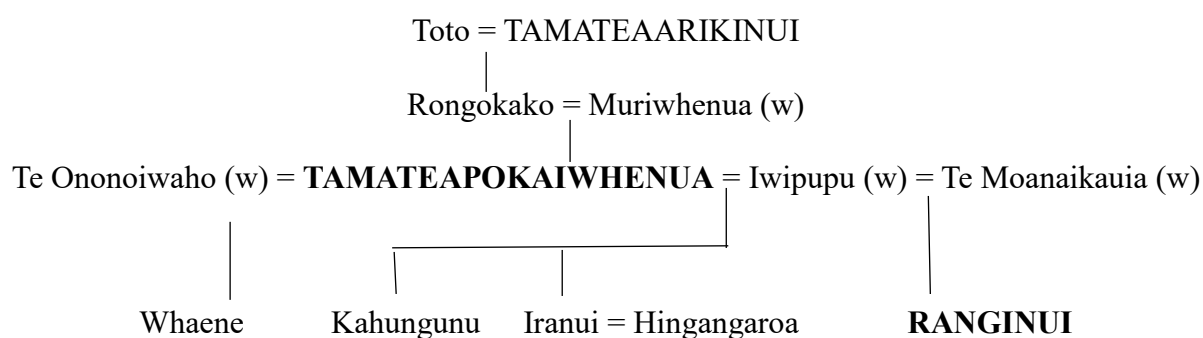 Toto = TAMATEAARIKINUI
Rongokako = Muriwhenua (w)
Te Ononoiwaho (w) = TAMATEAPOKAIWHENUA = Iwipupu (w) = Te Moanaikauia (w)
Whaene Kahungunu Iranui = Hingangaroa RANGINUI